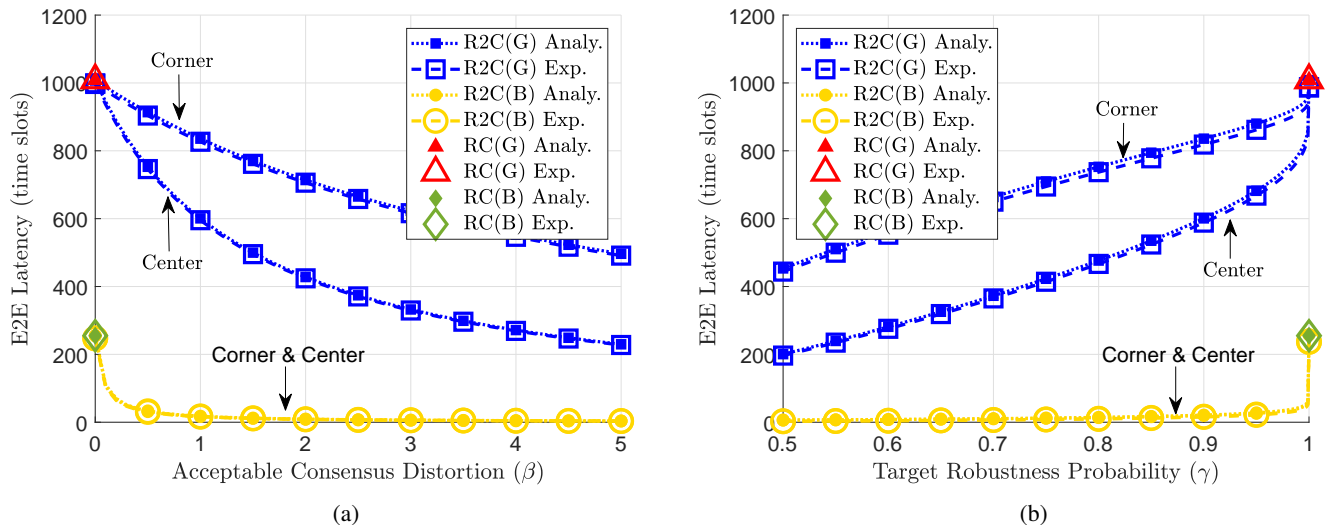 1200
1000
800
600
400
200
0
E2E Latency (time slots)
R2C(G) Analy.
R2C(G) Exp.
R2C(B) Analy.
R2C(B) Exp.
RC(G) Analy.
RC(G) Exp.
RC(B) Analy.
RC(B) Exp.
Corner
Center
Corner & Center
0 1 2 3 4 5
Acceptable Consensus Distortion (β)
(a)
1200
1000
800
600
400
200
0
E2E Latency (time slots)
R2C(G) Analy.
R2C(G) Exp.
R2C(B) Analy.
R2C(B) Exp.
RC(G) Analy.
RC(G) Exp.
RC(B) Analy.
RC(B) Exp.
Corner
Center
Corner & Center
0.5 0.6 0.7 0.8 0.9 1
Target Robustness Probability (γ)
(b)